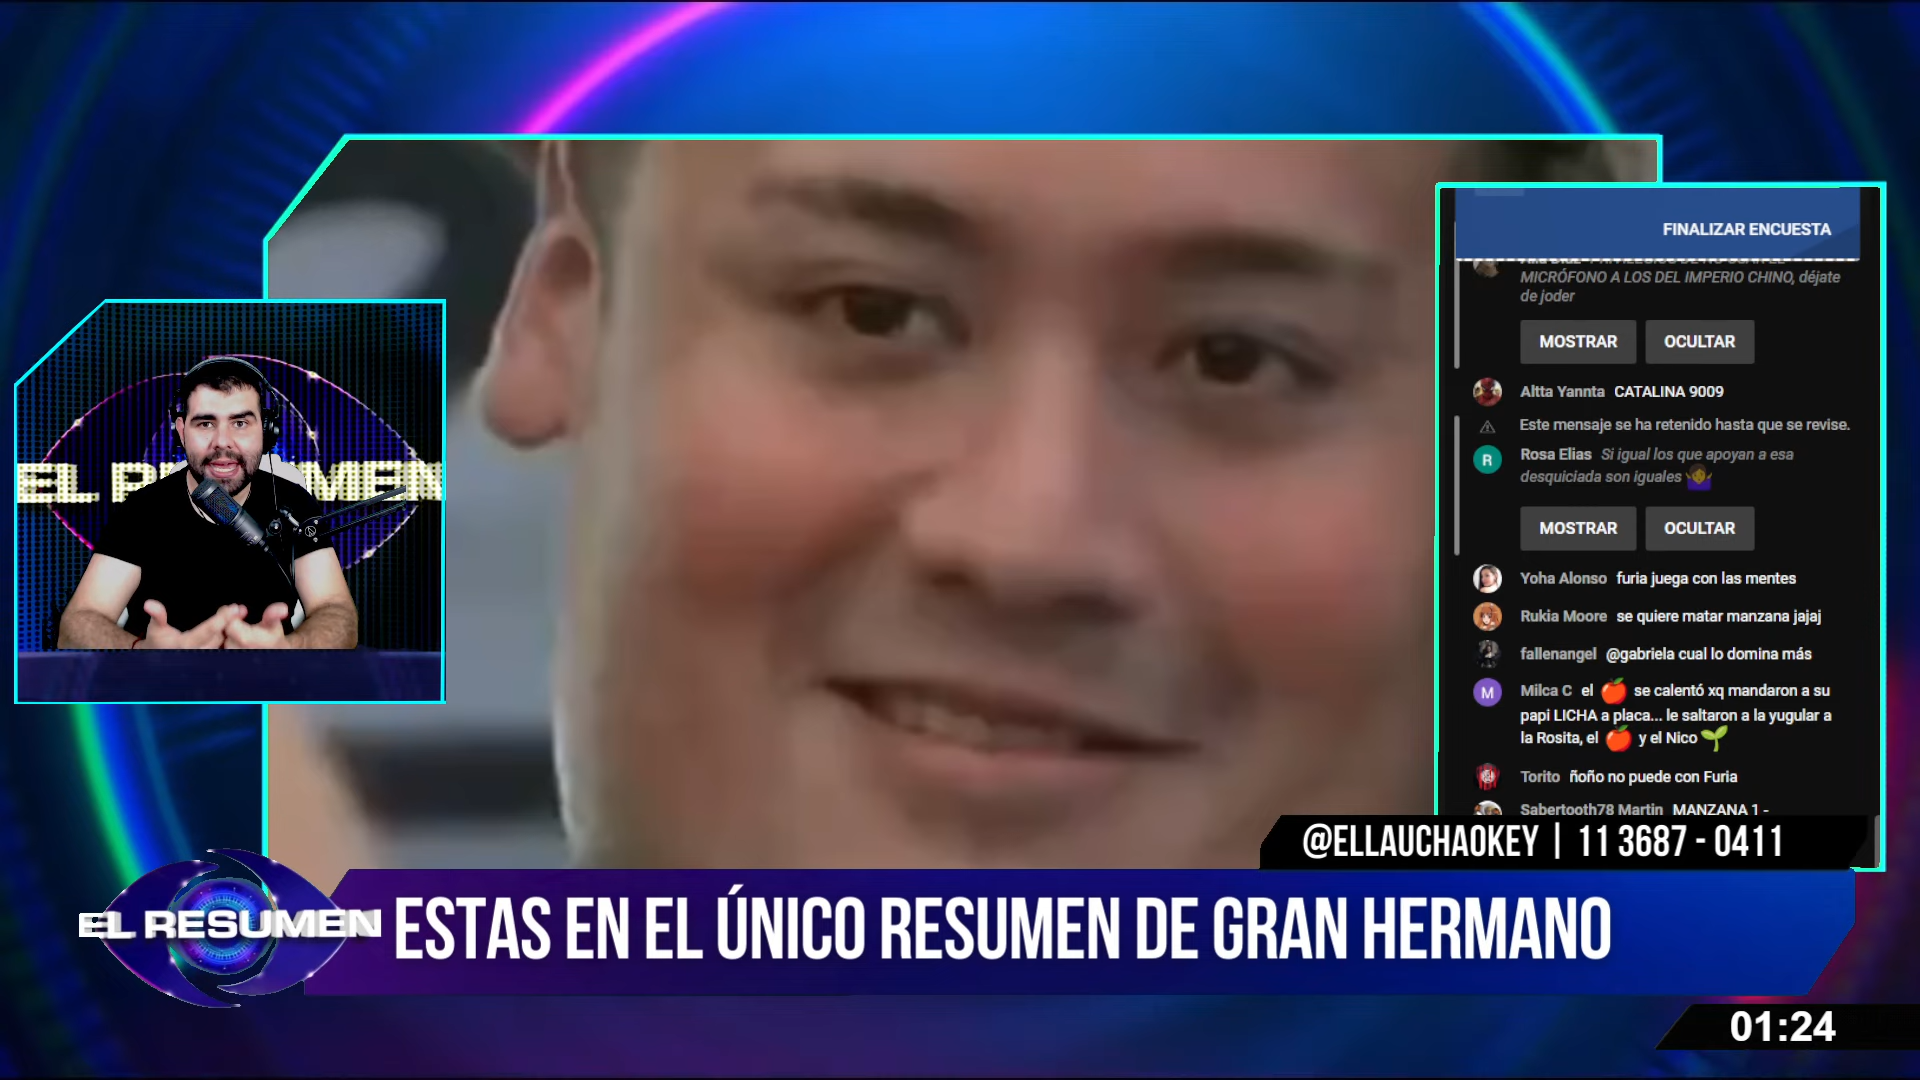 FINALIZAR ENCUESTA
MICRÓFONO A LOS DEL IMPERIO CHINO, déjate
de joder
MOSTRAR OCULTAR
Altta Yannta CATALINA 9009
Este mensaje se ha retenido hasta que se revise.
R Rosa Elias Si igual los que apoyan a esa
desquiciada son iguales
MOSTRAR OCULTAR
Yoha Alonso furia juega con las mentes
Rukia Moore se quiere matar manzana jajaj
fallenangel @gabriela cual lo domina más
M Milca C el 🍎 se calentó xq mandaron a su
papi LICHA a placa... le saltaron a la yugular a
la Rosita, el 🍎 y el Nico 🌱
Torito ñoño no puede con Furia
Sabertooth78 Martin MANZANA 1 -
EL RESUMEN
@ELLAUCHAOKEY | 11 3687 - 0411
EL RESUMEN
ESTAS EN EL ÚNICO RESUMEN DE GRAN HERMANO
01:24